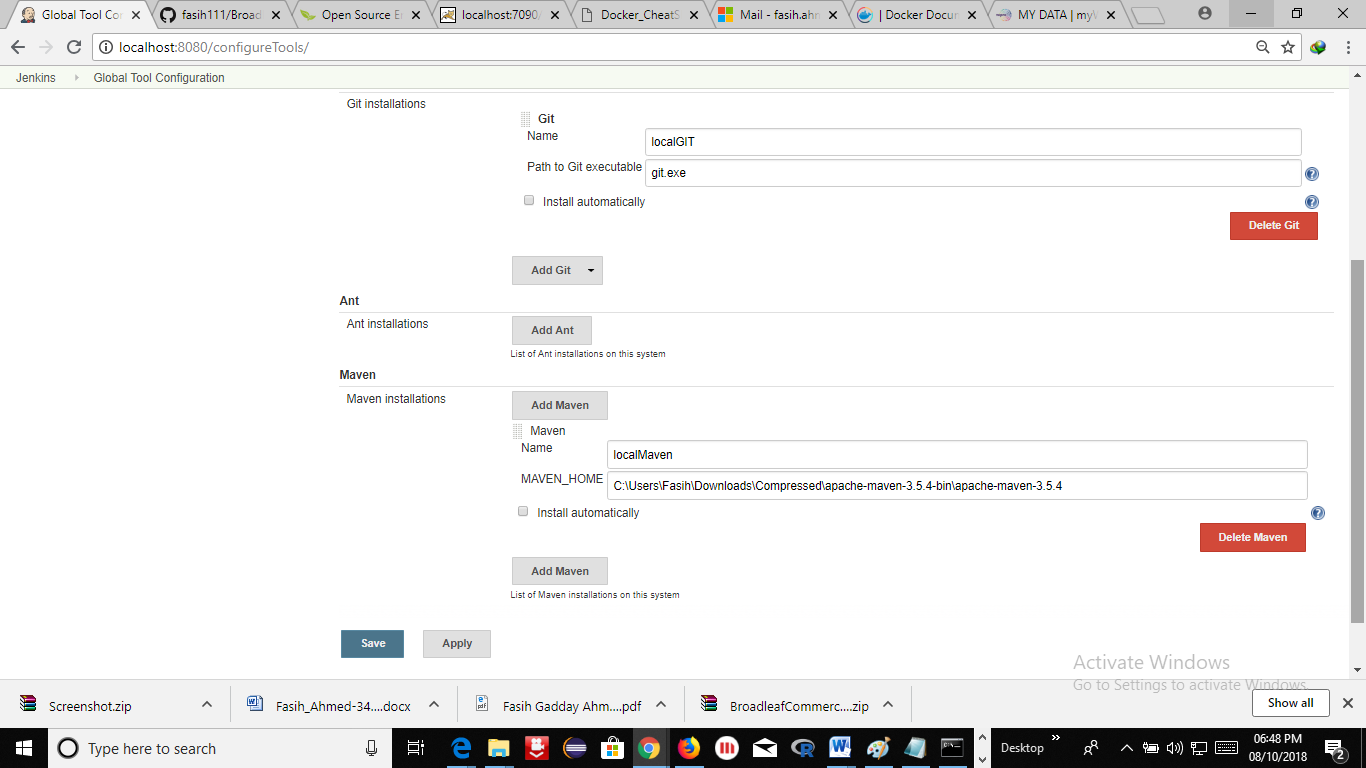 Global Tool Cor
fasih111/Broad
Open Source E
localhost:7090/
Docker_CheatS
Mail - fasih.ahm
| Docker Docu
MY DATA | my
localhost:8080/configureTools/
Jenkins
Global Tool Configuration
Git installations
Git
Name
localGIT
Path to Git executable
git.exe
Install automatically
Delete Git
Add Git
Ant
Ant installations
Add Ant
List of Ant installations on this system
Maven
Maven installations
Add Maven
Maven
Name
localMaven
MAVEN_HOME
C:\Users\Fasih\Downloads\Compressed\apache-maven-3.5.4-bin\apache-maven-3.5.4
Install automatically
Delete Maven
Add Maven
List of Maven installations on this system
Save
Apply
Activate Windows
Go to Settings to activate Windows.
Screenshot.zip
Fasih_Ahmed-34....docx
Fasih Gadday Ahm....pdf
BroadleafCommerc....zip
Show all
Type here to search
Desktop
06:48 PM
08/10/2018
2